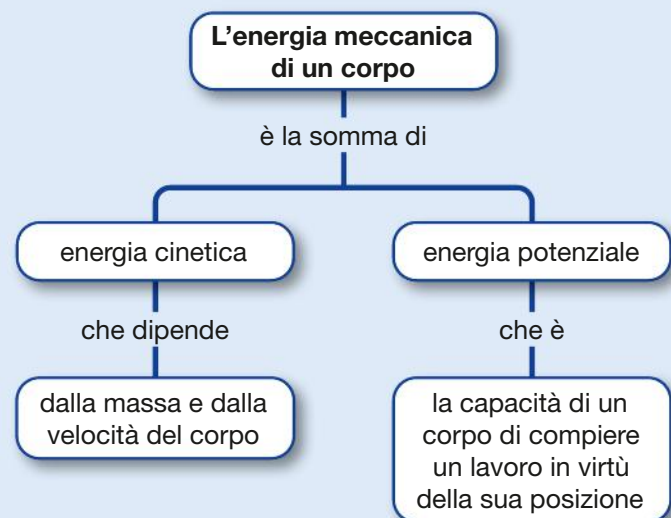 L'energia meccanica
di un corpo
è la somma di
energia cinetica
che dipende
dalla massa e dalla
velocità del corpo
energia potenziale
che è
la capacità di un
corpo di compiere
un lavoro in virtù
della sua posizione